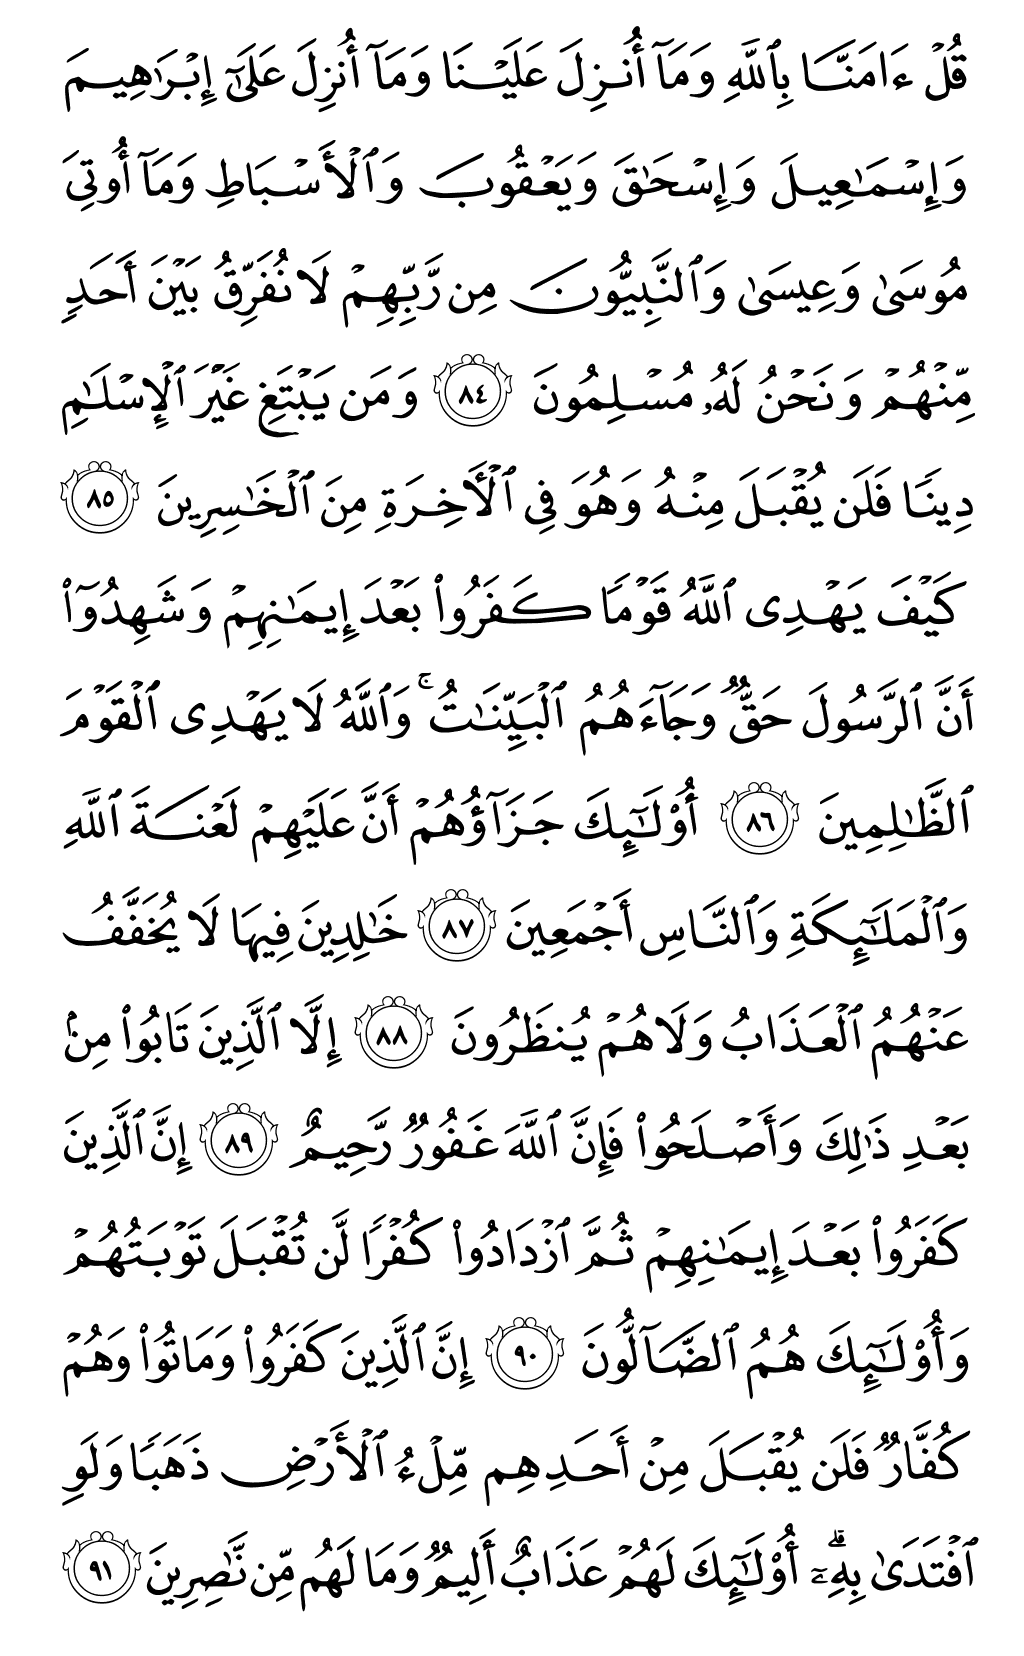 قُلۡ ءَامَنَّا بِٱللَّهِ وَمَآ أُنزِلَ عَلَيۡنَا وَمَآ أُنزِلَ عَلَىٰٓ إِبۡرَٰهِيمَ
وَإِسۡمَٰعِيلَ وَإِسۡحَٰقَ وَيَعۡقُوبَ وَٱلۡأَسۡبَاطِ وَمَآ أُوتِيَ
مُوسَىٰ وَعِيسَىٰ وَٱلنَّبِيُّونَ مِن رَّبِّهِمۡ لَا نُفَرِّقُ بَيۡنَ أَحَدٖ
مِّنۡهُمۡ وَنَحۡنُ لَهُۥ مُسۡلِمُونَ ٨٤ وَمَن يَبۡتَغِ غَيۡرَ ٱلۡإِسۡلَٰمِ
دِينٗا فَلَن يُقۡبَلَ مِنۡهُ وَهُوَ فِي ٱلۡأٓخِرَةِ مِنَ ٱلۡخَٰسِرِينَ ٨٥
كَيۡفَ يَهۡدِي ٱللَّهُ قَوۡمٗا كَفَرُواْ بَعۡدَ إِيمَٰنِهِمۡ وَشَهِدُوٓاْ
أَنَّ ٱلرَّسُولَ حَقّٞ وَجَآءَهُمُ ٱلۡبَيِّنَٰتُۚ وَٱللَّهُ لَا يَهۡدِي ٱلۡقَوۡمَ
ٱلظَّٰلِمِينَ ٨٦ أُوْلَٰٓئِكَ جَزَآؤُهُمۡ أَنَّ عَلَيۡهِمۡ لَعۡنَةَ ٱللَّهِ
وَٱلۡمَلَٰٓئِكَةِ وَٱلنَّاسِ أَجۡمَعِينَ ٨٧ خَٰلِدِينَ فِيهَا لَا يُخَفَّفُ
عَنۡهُمُ ٱلۡعَذَابُ وَلَا هُمۡ يُنظَرُونَ ٨٨ إِلَّا ٱلَّذِينَ تَابُواْ مِنۢ
بَعۡدِ ذَٰلِكَ وَأَصۡلَحُواْ فَإِنَّ ٱللَّهَ غَفُورٞ رَّحِيمٌ ٨٩ إِنَّ ٱلَّذِينَ
كَفَرُواْ بَعۡدَ إِيمَٰنِهِمۡ ثُمَّ ٱزۡدَادُواْ كُفۡرٗا لَّن تُقۡبَلَ تَوۡبَتُهُمۡ
وَأُوْلَٰٓئِكَ هُمُ ٱلضَّآلُّونَ ٩٠ إِنَّ ٱلَّذِينَ كَفَرُواْ وَمَاتُواْ وَهُمۡ
كُفَّارٞ فَلَن يُقۡبَلَ مِنۡ أَحَدِهِم مِّلۡءُ ٱلۡأَرۡضِ ذَهَبٗا وَلَوِ
ٱفۡتَدَىٰ بِهِۦٓۗ أُوْلَٰٓئِكَ لَهُمۡ عَذَابٌ أَلِيمٞ وَمَا لَهُم مِّن نَّٰصِرِينَ ٩١